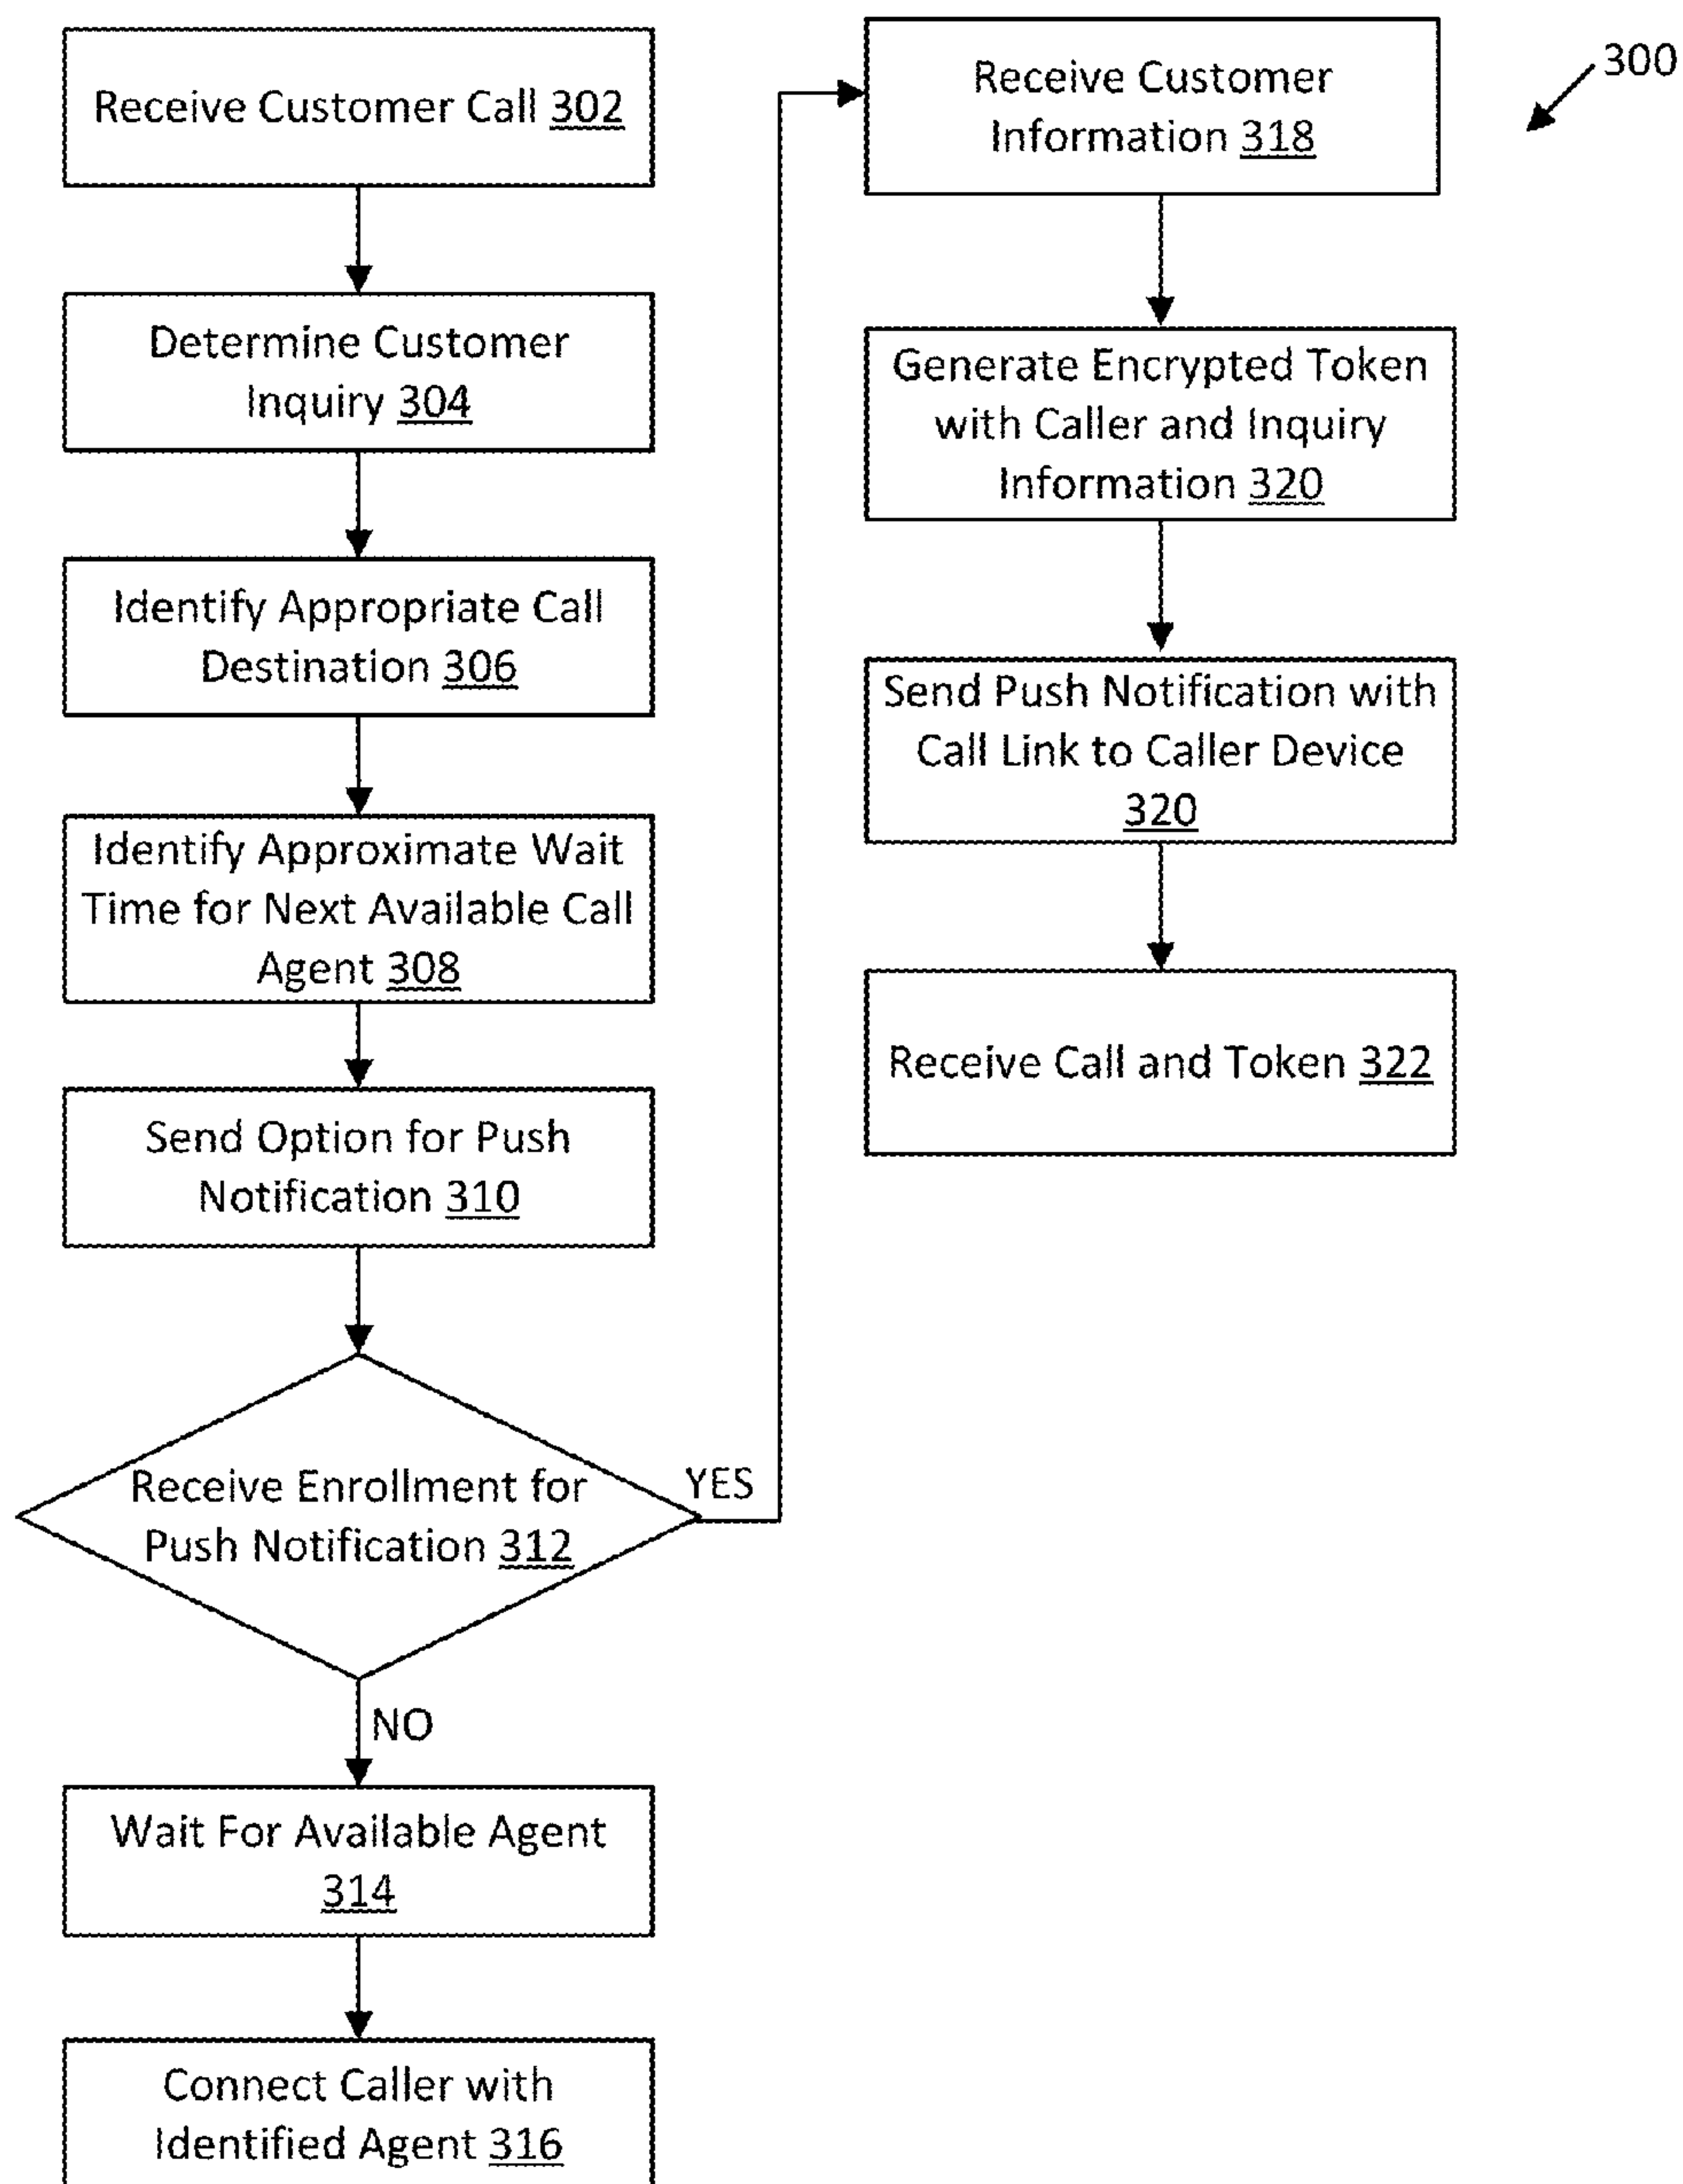 Receive Customer Call 302
Determine Customer
Inquiry 304
Identify Appropriate Call
Destination 306
Identify Approximate Wait
Time for Next Available Call
Agent 308
Send Option for Push
Notification 310
Receive Enrollment for
Push Notification 312
YES
NO
Wait For Available Agent
314
Connect Caller with
Identified Agent 316
Receive Customer
Information 318
Generate Encrypted Token
with Caller and Inquiry
Information 320
Send Push Notification with
Call Link to Caller Device
320
Receive Call and Token 322
300